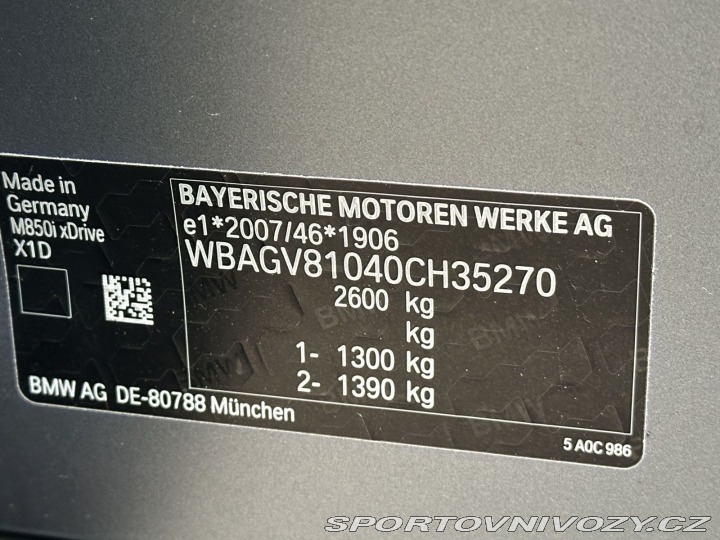 Made in
Germany
M850i xDrive
X1D
BMW AG DE-80788 München
BAYERISCHE MOTOREN WERKE AG
e1*2007/46*1906
WBAGV81040CH35270
2600 kg
kg
1- 1300 kg
2- 1390 kg
5 A0C 986
SPORTOVNIVOZY.CZ